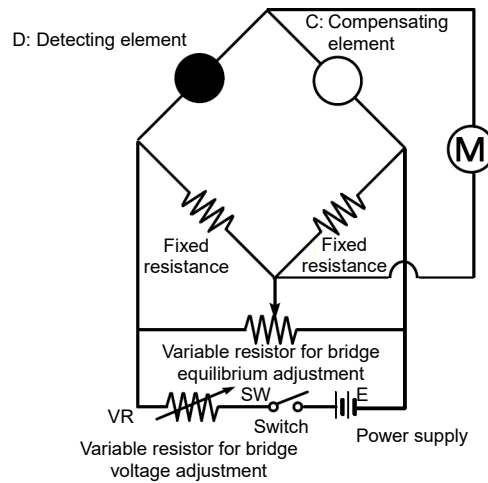 C: Compensating
element
D: Detecting element
M
Fixed
resistance
Fixed
resistance
Variable resistor for bridge
equilibrium adjustment
SW
E
VR
Switch
Power supply
Variable resistor for bridge
voltage adjustment